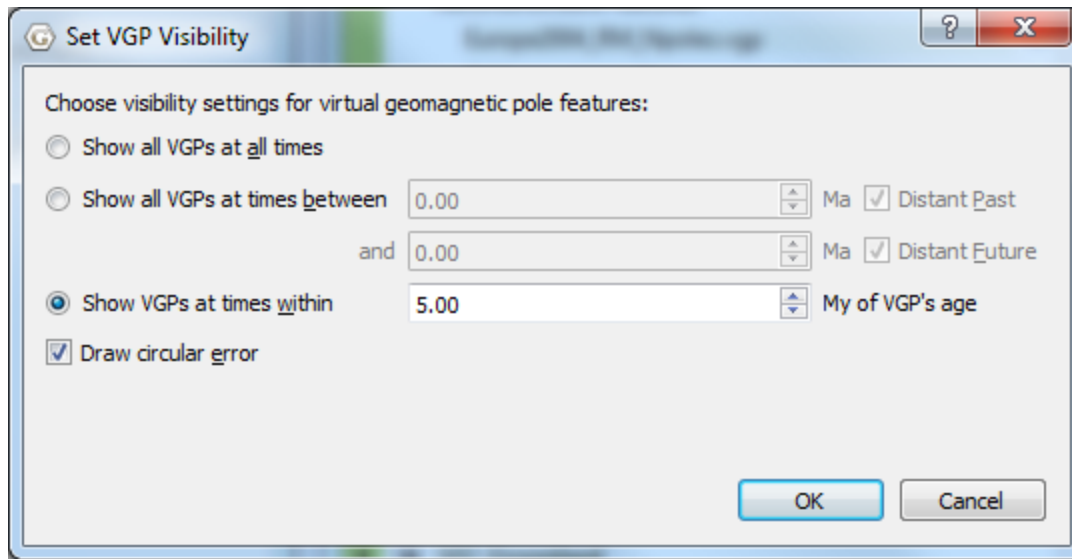 Set VGP Visibility
Choose visibility settings for virtual geomagnetic pole features:
Show all VGPs at all times
Show all VGPs at times between 0.00 Ma Distant Past
and 0.00 Ma Distant Future
Show VGPs at times within 5.00 My of VGP's age
Draw circular error
OK Cancel